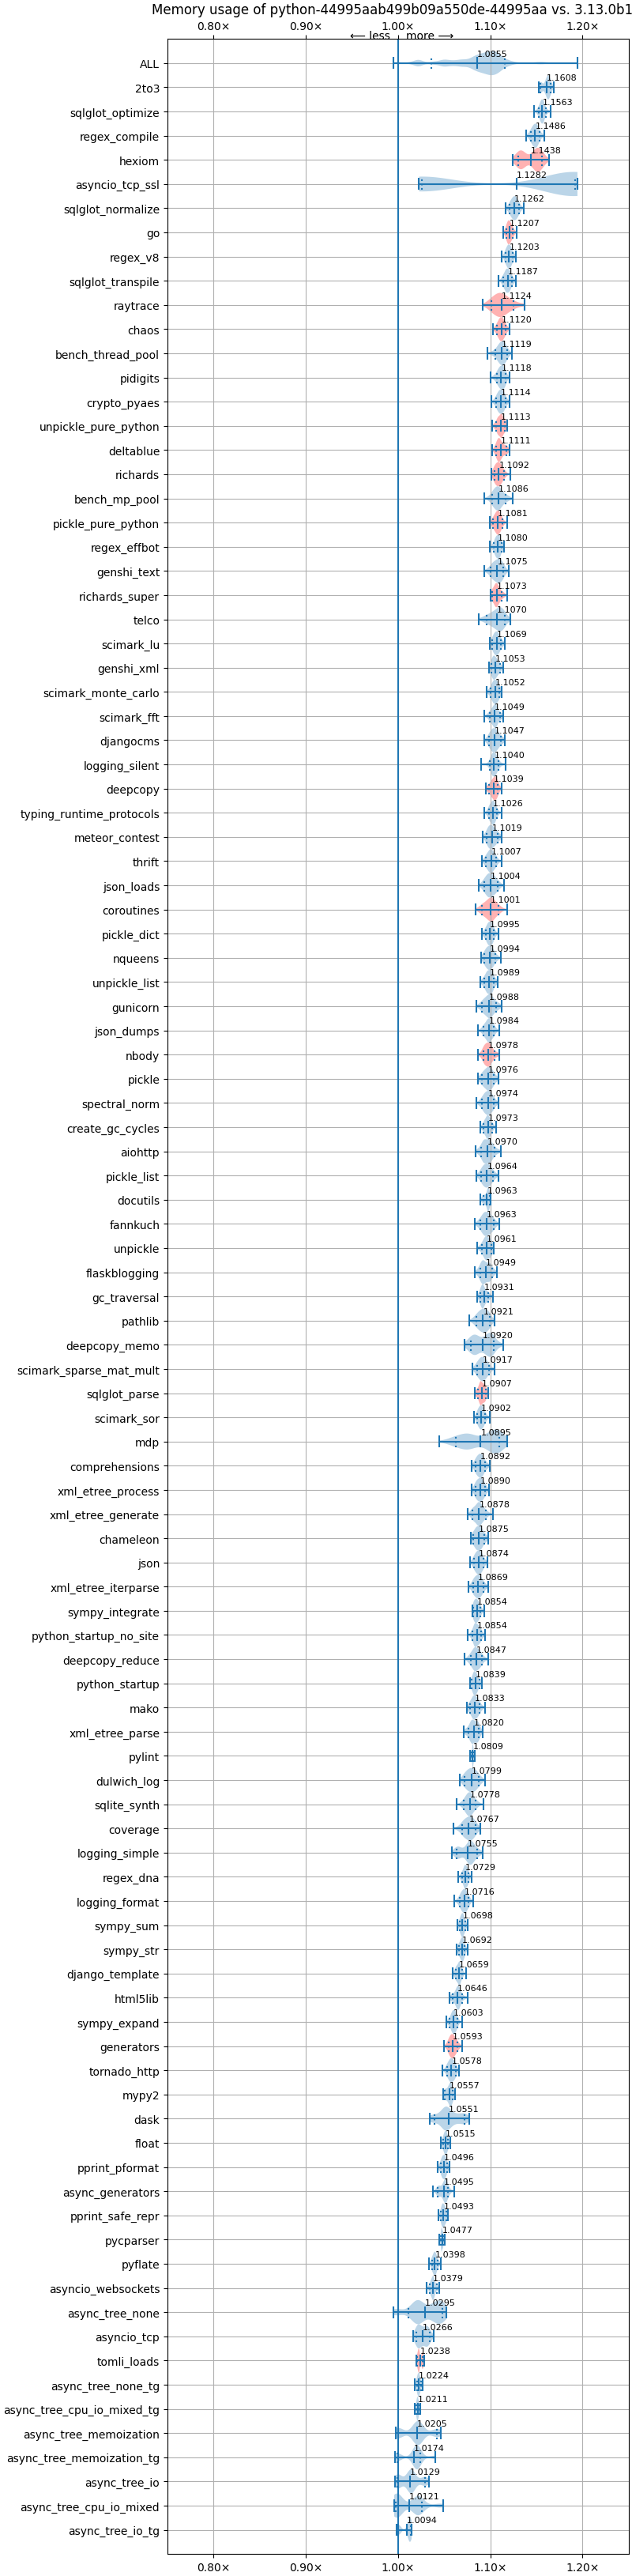 Memory usage of python-44995aab499b09a550de-44995aa vs. 3.13.0b1
0.80× 0.90× 1.00× 1.10× 1.20×
⟵ less more ⟶
ALL 1.0855
2to3 1.1608
sqlglot_optimize 1.1563
regex_compile 1.1486
hexiom 1.1438
asyncio_tcp_ssl 1.1282
sqlglot_normalize 1.1262
go 1.1207
regex_v8 1.1203
sqlglot_transpile 1.1187
raytrace 1.1124
chaos 1.1120
bench_thread_pool 1.1119
pidigits 1.1118
crypto_pyaes 1.1114
unpickle_pure_python 1.1113
deltablue 1.1111
richards 1.1092
bench_mp_pool 1.1086
pickle_pure_python 1.1081
regex_effbot 1.1080
genshi_text 1.1075
richards_super 1.1073
telco 1.1070
scimark_lu 1.1069
genshi_xml 1.1053
scimark_monte_carlo 1.1052
scimark_fft 1.1049
djangocms 1.1047
logging_silent 1.1040
deepcopy 1.1039
typing_runtime_protocols 1.1026
meteor_contest 1.1019
thrift 1.1007
json_loads 1.1004
coroutines 1.1001
pickle_dict 1.0995
nqueens 1.0994
unpickle_list 1.0989
gunicorn 1.0988
json_dumps 1.0984
nbody 1.0978
pickle 1.0976
spectral_norm 1.0974
create_gc_cycles 1.0973
aiohttp 1.0970
pickle_list 1.0964
docutils 1.0963
fannkuch 1.0963
unpickle 1.0961
flaskblogging 1.0949
gc_traversal 1.0931
pathlib 1.0921
deepcopy_memo 1.0920
scimark_sparse_mat_mult 1.0917
sqlglot_parse 1.0907
scimark_sor 1.0902
mdp 1.0895
comprehensions 1.0892
xml_etree_process 1.0890
xml_etree_generate 1.0878
chameleon 1.0875
json 1.0874
xml_etree_iterparse 1.0869
sympy_integrate 1.0854
python_startup_no_site 1.0854
deepcopy_reduce 1.0847
python_startup 1.0839
mako 1.0833
xml_etree_parse 1.0820
pylint 1.0809
dulwich_log 1.0799
sqlite_synth 1.0778
coverage 1.0767
logging_simple 1.0755
regex_dna 1.0729
logging_format 1.0716
sympy_sum 1.0698
sympy_str 1.0692
django_template 1.0659
html5lib 1.0646
sympy_expand 1.0603
generators 1.0593
tornado_http 1.0578
mypy2 1.0557
dask 1.0551
float 1.0515
pprint_pformat 1.0496
async_generators 1.0495
pprint_safe_repr 1.0493
pycparser 1.0477
pyflate 1.0398
asyncio_websockets 1.0379
async_tree_none 1.0295
asyncio_tcp 1.0266
tomli_loads 1.0238
async_tree_none_tg 1.0224
async_tree_cpu_io_mixed_tg 1.0211
async_tree_memoization 1.0205
async_tree_memoization_tg 1.0174
async_tree_io 1.0129
async_tree_cpu_io_mixed 1.0121
async_tree_io_tg 1.0094
0.80× 0.90× 1.00× 1.10× 1.20×